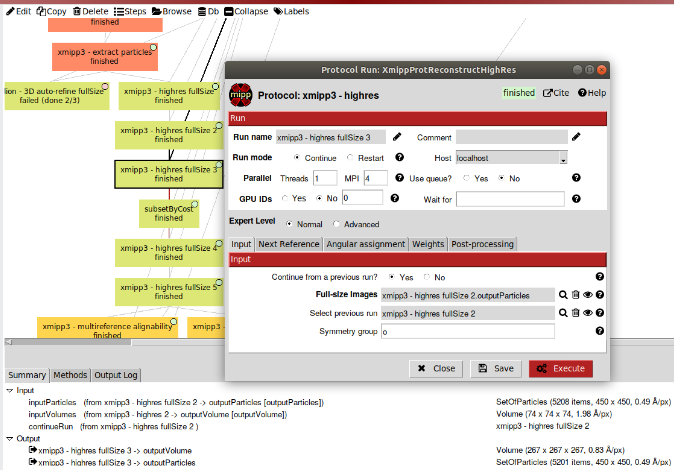 Edit Copy Delete Steps Browse Db Collapse Labels
finished
xmipp3 - extract particles
finished
lion - 3D auto-refine fullSize
failed (done 2/3)
xmipp3 - highres fullSize
finished
xmipp3 - highres fullSize 2
finished
xmipp3 - highres fullSize 3
finished
subsetByCost
finished
xmipp3 - highres fullSize 4
finished
xmipp3 - highres fullSize 5
finished
xmipp3 - multireference alignability
finished
Protocol Run: XmippProtReconstructHighRes
mipp
Protocol: xmipp3 - highres
finished Cite Help
Run
Run name xmipp3 - highres fullSize 3 Comment
Run mode Continue Restart Host localhost
Parallel Threads 1 MPI 4 Use queue? Yes No
GPU IDs Yes No 0 Wait for
Expert Level Normal Advanced
Input Next Reference Angular assignment Weights Post-processing
Input
Continue from a previous run? Yes No
Full-size Images xmipp3 - highres fullSize 2.outputParticles
Select previous run xmipp3 - highres fullSize 2
Symmetry group o
Close Save Execute
Summary Methods Output Log
Input
inputParticles (from xmipp3 - highres fullSize 2 -> outputParticles [outputParticles]) SetOfParticles (5208 items, 450 x 450, 0.49 Å/px)
inputVolumes (from xmipp3 - highres 2 -> outputVolume [outputVolume]) Volume (74 x 74 x 74, 1.98 Å/px)
continueRun (from xmipp3 - highres fullSize 2 ) xmipp3 - highres fullSize 2
Output
xmipp3 - highres fullSize 3 -> outputVolume Volume (267 x 267 x 267, 0.83 Å/px)
xmipp3 - highres fullSize 3 -> outputParticles SetOfParticles (5201 items, 450 x 450, 0.49 Å/px)